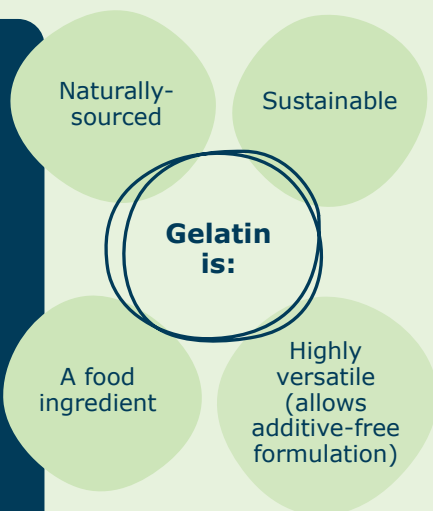 Naturally-
sourced
Sustainable
Gelatin
is:
A food
ingredient
Highly
versatile
(allows
additive-free
formulation)